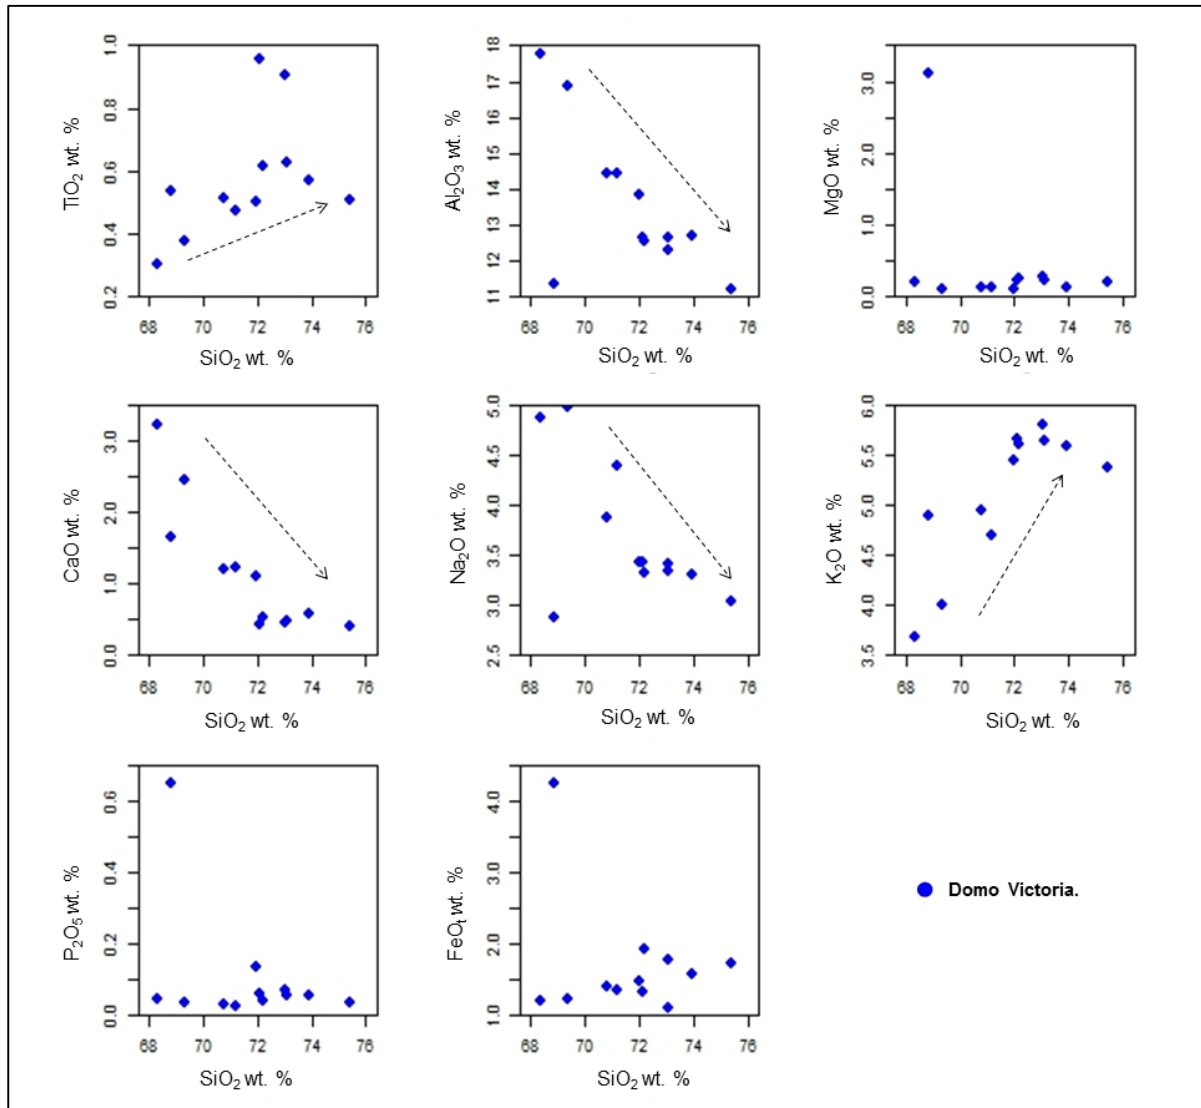 TiO₂ wt. %
1.0
0.8
0.6
0.4
0.2
68 70 72 74 76
SiO₂ wt. %
Al₂O₃ wt. %
18
17
16
15
14
13
12
11
68 70 72 74 76
SiO₂ wt. %
MgO wt. %
3.0
2.0
1.0
0.0
68 70 72 74 76
SiO₂ wt. %
CaO wt. %
3.0
2.0
1.0
0.0
68 70 72 74 76
SiO₂ wt. %
Na₂O wt. %
5.0
4.5
4.0
3.5
3.0
2.5
68 70 72 74 76
SiO₂ wt. %
K₂O wt. %
6.0
5.5
5.0
4.5
4.0
3.5
68 70 72 74 76
SiO₂ wt. %
P₂O₅ wt. %
0.6
0.4
0.2
0.0
68 70 72 74 76
SiO₂ wt. %
FeOₜ wt. %
4.0
3.0
2.0
1.0
68 70 72 74 76
SiO₂ wt. %
Domo Victoria.